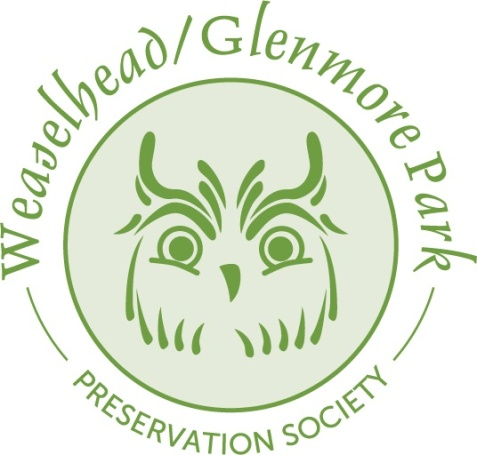 Weaselhead/Glenmore Park
PRESERVATION SOCIETY